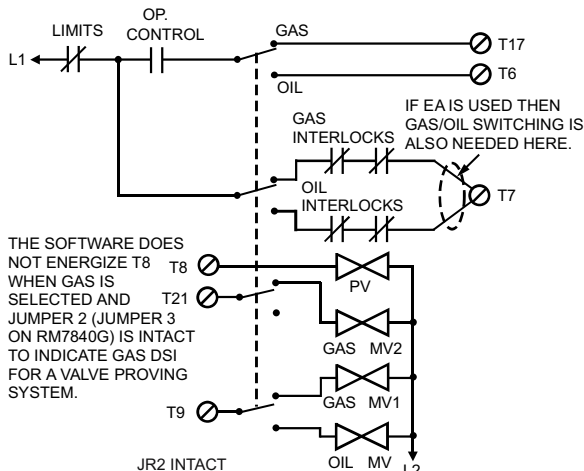 OP.
LIMITS
CONTROL
GAS
T17
L1
T6
OIL
IF EA IS USED THEN
GAS/OIL SWITCHING IS
ALSO NEEDED HERE.
GAS
INTERLOCKS
T7
OIL
INTERLOCKS
THE SOFTWARE DOES
NOT ENERGIZE T8
WHEN GAS IS
SELECTED AND
JUMPER 2 (JUMPER 3
ON RM7840G) IS INTACT
TO INDICATE GAS DSI
FOR A VALVE PROVING
SYSTEM.
T8
PV
T21
GAS MV2
GAS MV1
T9
OIL MV
L2
JR2 INTACT